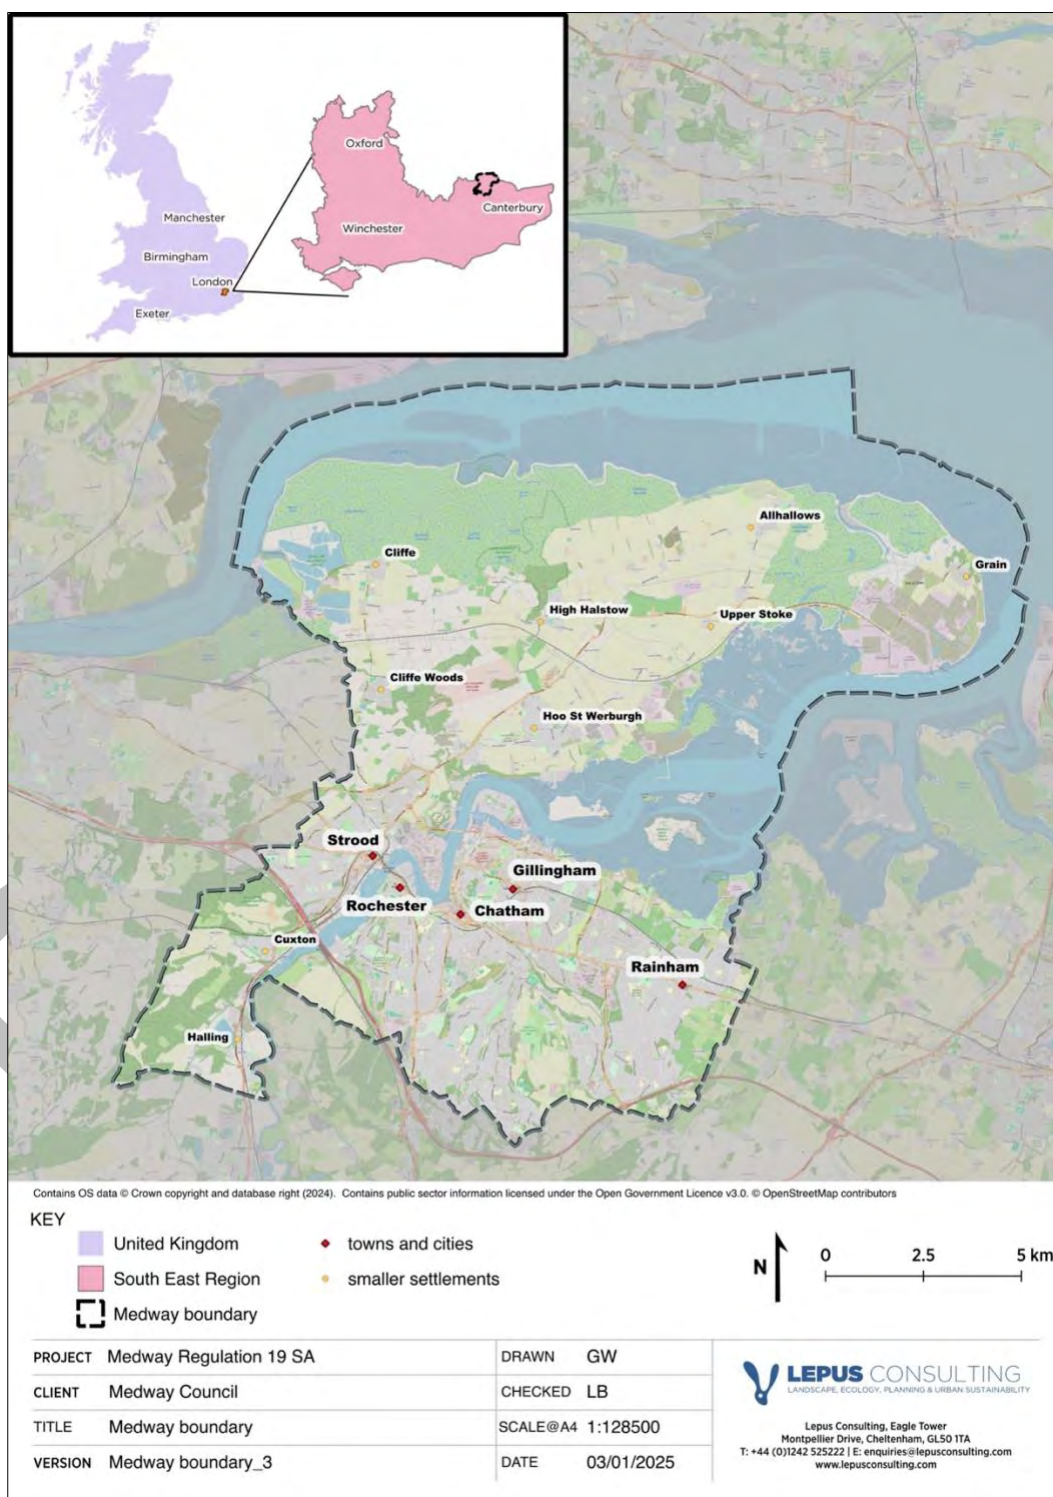 Oxford
Canterbury
Winchester
Manchester
Birmingham
London
Exeter
Allhallows
Cliffe
Grain
High Halstow
Upper Stoke
Cliffe Woods
Hoo St Werburgh
Strood
Gillingham
Rochester
Chatham
Cuxton
Rainham
Halling
Contains OS data © Crown copyright and database right (2024). Contains public sector information licensed under the Open Government Licence v3.0. © OpenStreetMap contributors
KEY
United Kingdom
towns and cities
South East Region
smaller settlements
Medway boundary
N
0 2.5 5 km
PROJECT Medway Regulation 19 SA
DRAWN GW
CLIENT Medway Council
CHECKED LB
TITLE Medway boundary
SCALE@A4 1:128500
VERSION Medway boundary_3
DATE 03/01/2025
LEPUS CONSULTING
LANDSCAPE, ECOLOGY, PLANNING & URBAN SUSTAINABILITY
Lepus Consulting, Eagle Tower
Montpellier Drive, Cheltenham, GL50 1TA
T: +44 (0)1242 525222 | E: enquiries@lepusconsulting.com
www.lepusconsulting.com